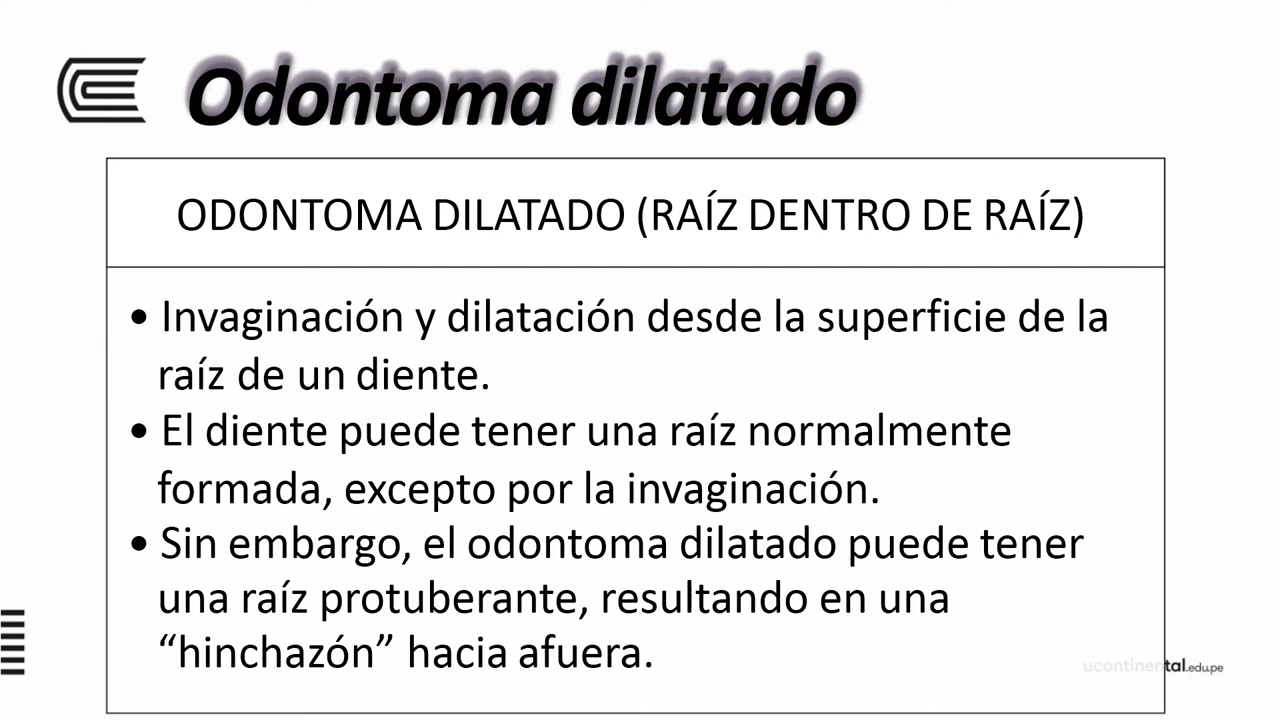 Odontoma dilatado
ODONTOMA DILATADO (RAÍZ DENTRO DE RAÍZ)
• Invaginación y dilatación desde la superficie de la
raíz de un diente.
• El diente puede tener una raíz normalmente
formada, excepto por la invaginación.
• Sin embargo, el odontoma dilatado puede tener
una raíz protuberante, resultando en una
“hinchazón” hacia afuera.
ucontinental.edu.pe